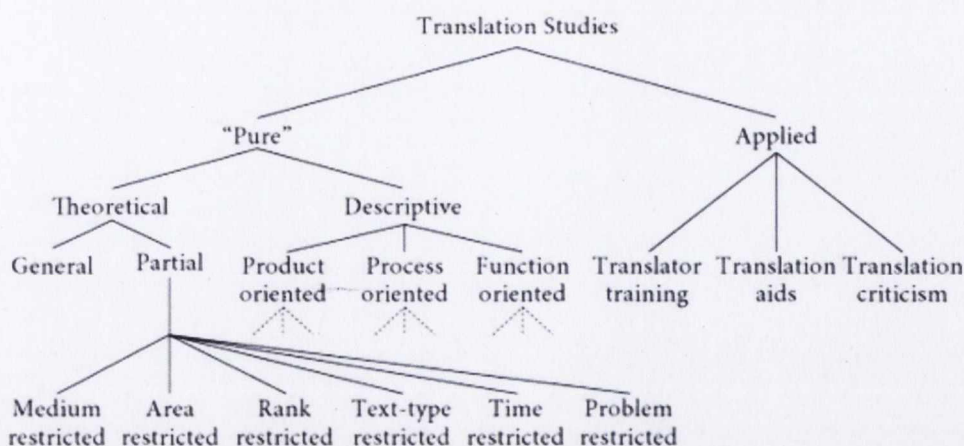 Translation Studies
“Pure” Applied
Theoretical Descriptive
General Partial Product Process Function Translator Translation Translation
oriented oriented oriented training aids criticism
Medium Area Rank Text-type Time Problem
restricted restricted restricted restricted restricted restricted